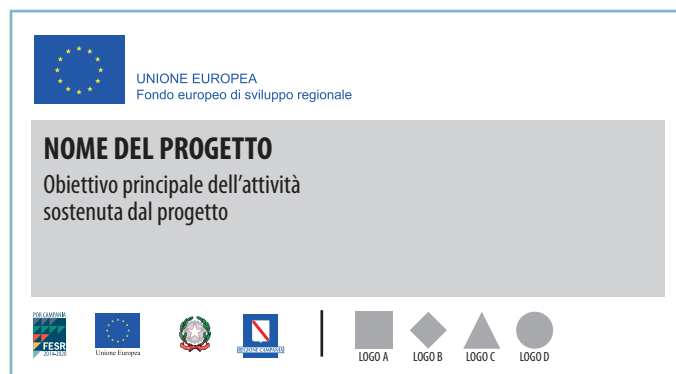 UNIONE EUROPEA
Fondo europeo di sviluppo regionale
NOME DEL PROGETTO
Obiettivo principale dell'attività
sostenuta dal progetto
POR CAMPANIA
FESR
2014-2020
Unione Europea
REGIONE CAMPANIA
LOGO A
LOGO B
LOGO C
LOGO D